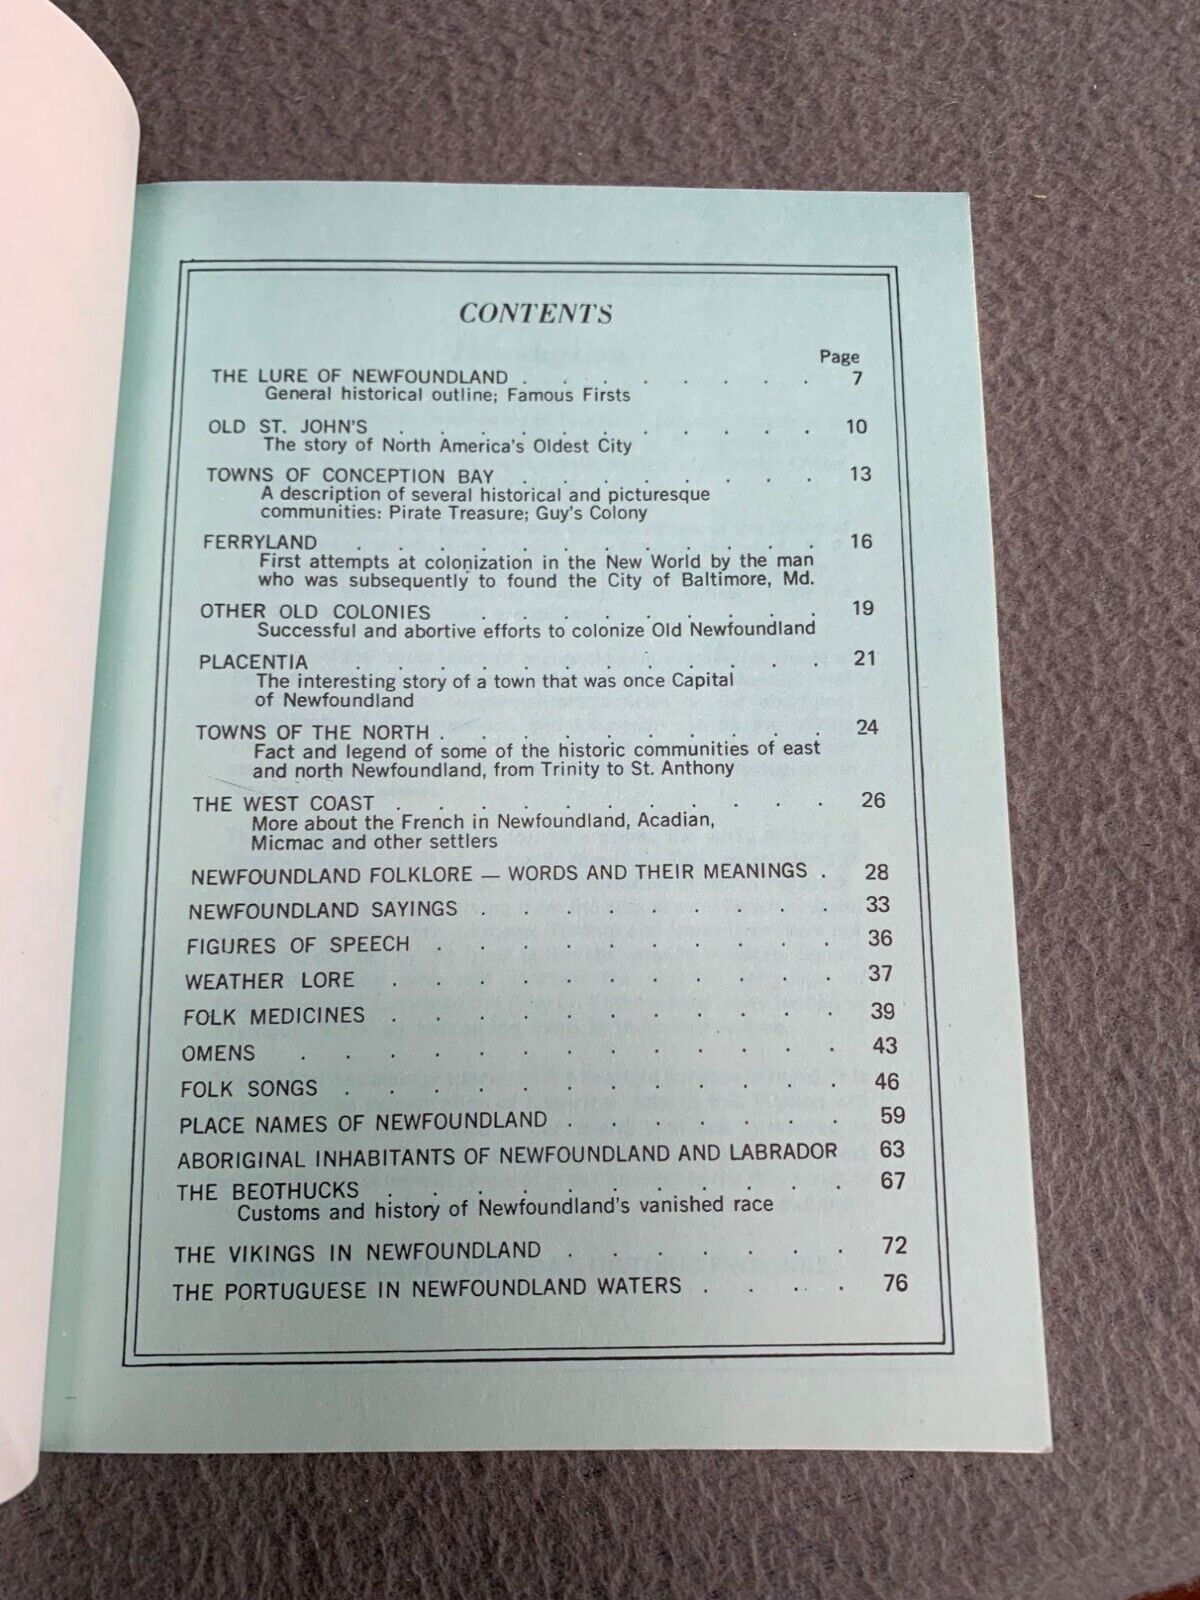 CONTENTS
Page
THE LURE OF NEWFOUNDLAND . . . . . . . . 7
General historical outline; Famous Firsts
OLD ST. JOHN'S . . . . . . . . . . . 10
The story of North America's Oldest City
TOWNS OF CONCEPTION BAY . . . . . . . . 13
A description of several historical and picturesque
communities: Pirate Treasure; Guy's Colony
FERRYLAND . . . . . . . . . . . . 16
First attempts at colonization in the New World by the man
who was subsequently to found the City of Baltimore, Md.
OTHER OLD COLONIES . . . . . . . . . 19
Successful and abortive efforts to colonize Old Newfoundland
PLACENTIA . . . . . . . . . . . . 21
The interesting story of a town that was once Capital
of Newfoundland
TOWNS OF THE NORTH . . . . . . . . . . 24
Fact and legend of some of the historic communities of east
and north Newfoundland, from Trinity to St. Anthony
THE WEST COAST . . . . . . . . . . . 26
More about the French in Newfoundland, Acadian,
Micmac and other settlers
NEWFOUNDLAND FOLKLORE — WORDS AND THEIR MEANINGS . 28
NEWFOUNDLAND SAYINGS . . . . . . . . . 33
FIGURES OF SPEECH . . . . . . . . . . 36
WEATHER LORE . . . . . . . . . . . 37
FOLK MEDICINES . . . . . . . . . . . 39
OMENS . . . . . . . . . . . . . 43
FOLK SONGS . . . . . . . . . . . . 46
PLACE NAMES OF NEWFOUNDLAND . . . . . . . 59
ABORIGINAL INHABITANTS OF NEWFOUNDLAND AND LABRADOR 63
THE BEOTHUCKS . . . . . . . . . . . 67
Customs and history of Newfoundland's vanished race
THE VIKINGS IN NEWFOUNDLAND . . . . . . . 72
THE PORTUGUESE IN NEWFOUNDLAND WATERS . . . . 76